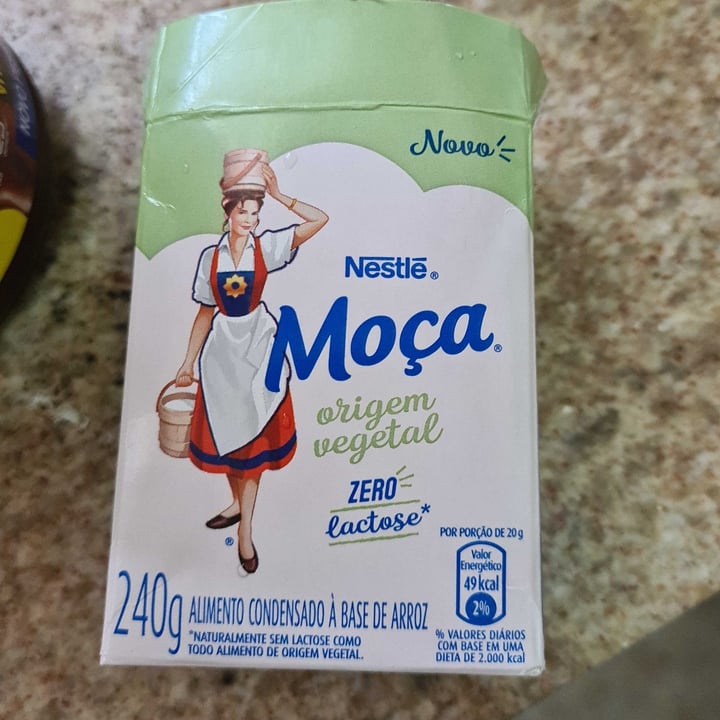 Novo
Nestlé®
Moça®
origem
vegetal
ZERO
lactose*
POR PORÇÃO DE 20g
Valor
Energético
49 kcal
2%
% VALORES DIÁRIOS
COM BASE EM UMA
DIETA DE 2.000 kcal
®
240g ALIMENTO CONDENSADO À BASE DE ARROZ
*NATURALMENTE SEM LACTOSE COMO
TODO ALIMENTO DE ORIGEM VEGETAL.